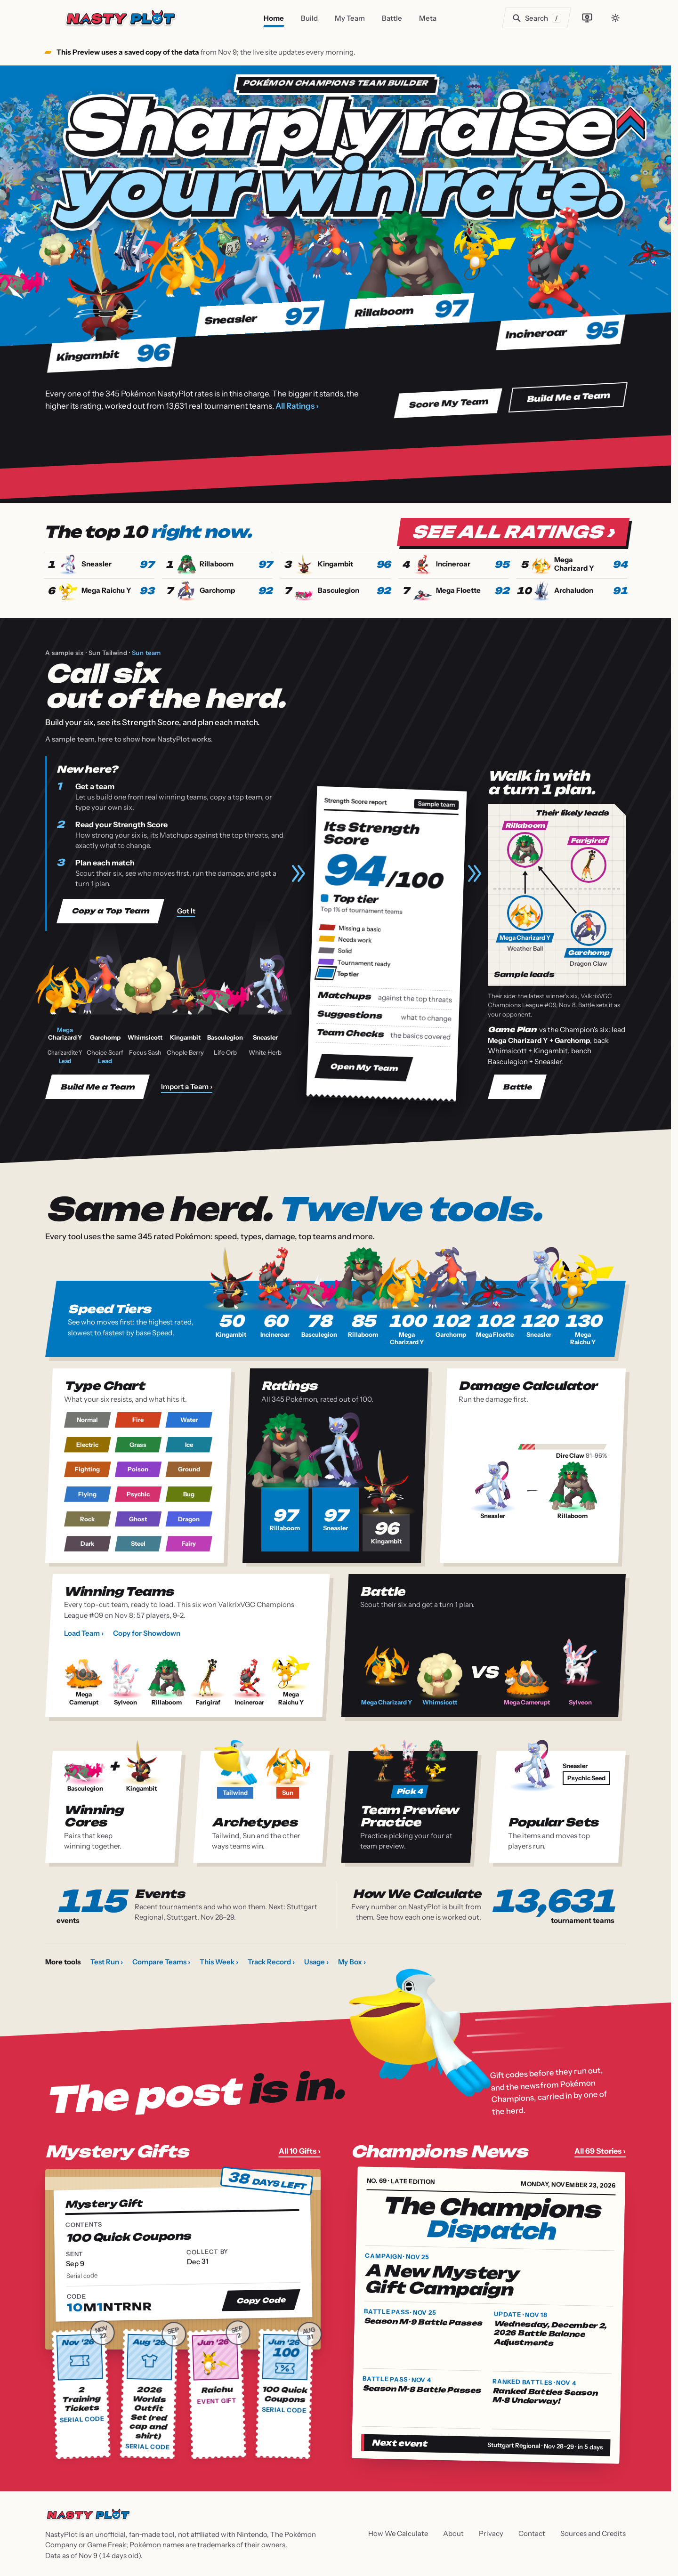 NASTY PLOT
Home Build My Team Battle Meta
Search /
This Preview uses a saved copy of the data from Nov 9; the live site updates every morning.
POKÉMON CHAMPIONS TEAM BUILDER
Sharply raise
your win rate.
Kingambit 96
Sneasler 97
Rillaboom 97
Incineroar 95
Every one of the 345 Pokémon NastyPlot rates is in this charge. The bigger it stands, the
higher its rating, worked out from 13,631 real tournament teams. All Ratings ›
Score My Team
Build Me a Team
The top 10 right now.
SEE ALL RATINGS ›
1 Sneasler 97
1 Rillaboom 97
3 Kingambit 96
4 Incineroar 95
5 Mega
Charizard Y 94
6 Mega Raichu Y 93
7 Garchomp 92
7 Basculegion 92
7 Mega Floette 92
10 Archaludon 91
A sample six · Sun Tailwind · Sun team
Call six
out of the herd.
Build your six, see its Strength Score, and plan each match.
A sample team, here to show how NastyPlot works.
New here?
1 Get a team
Let us build one from real winning teams, copy a top team, or
type your own six.
2 Read your Strength Score
How strong your six is, its Matchups against the top threats, and
exactly what to change.
3 Plan each match
Scout their six, see who moves first, run the damage, and get a
turn 1 plan.
Copy a Top Team
Got It
Mega
Charizard Y
Garchomp
Whimsicott
Kingambit
Basculegion
Sneasler
Charizardite Y
Lead
Choice Scarf
Lead
Focus Sash
Chople Berry
Life Orb
White Herb
Build Me a Team
Import a Team ›
Strength Score report
Sample team
Its Strength
Score
94/100
Top tier
Top 1% of tournament teams
Missing a basic
Needs work
Solid
Tournament ready
Top tier
Matchups against the top threats
Suggestions what to change
Team Checks the basics covered
Open My Team
Walk in with
a turn 1 plan.
Their likely leads
Rillaboom
Farigiraf
Mega Charizard Y
Weather Ball
Garchomp
Dragon Claw
Sample leads
Their side: the latest winner's six, ValkrixVGC
Champions League #09, Nov 8. Battle sets it as
your opponent.
Game Plan vs the Champion's six: lead
Mega Charizard Y + Garchomp, back
Whimsicott + Kingambit, bench
Basculegion + Sneasler.
Battle
Same herd. Twelve tools.
Every tool uses the same 345 rated Pokémon: speed, types, damage, top teams and more.
Speed Tiers
See who moves first: the highest rated,
slowest to fastest by base Speed.
50
Kingambit
60
Incineroar
78
Basculegion
85
Rillaboom
100
Mega
Charizard Y
102
Garchomp
102
Mega Floette
120
Sneasler
130
Mega
Raichu Y
Type Chart
What your six resists, and what hits it.
Normal Fire Water
Electric Grass Ice
Fighting Poison Ground
Flying Psychic Bug
Rock Ghost Dragon
Dark Steel Fairy
Ratings
All 345 Pokémon, rated out of 100.
97
Rillaboom
97
Sneasler
96
Kingambit
Damage Calculator
Run the damage first.
Dire Claw 81–96%
Sneasler
Rillaboom
Winning Teams
Every top-cut team, ready to load. This six won ValkrixVGC Champions
League #09 on Nov 8: 57 players, 9-2.
Load Team › Copy for Showdown
Mega
Camerupt
Sylveon
Rillaboom
Farigiraf
Incineroar
Mega
Raichu Y
Battle
Scout their six and get a turn 1 plan.
Mega Charizard Y
Whimsicott
VS
Mega Camerupt
Sylveon
Basculegion
+
Kingambit
Winning
Cores
Pairs that keep
winning together.
Tailwind
Sun
Archetypes
Tailwind, Sun and the other
ways teams win.
Pick 4
Team Preview
Practice
Practice picking your four at
team preview.
Sneasler
Psychic Seed
Popular Sets
The items and moves top
players run.
115
events
Events
Recent tournaments and who won them. Next: Stuttgart
Regional, Stuttgart, Nov 28–29.
How We Calculate
Every number on NastyPlot is built from
them. See how each one is worked out.
13,631
tournament teams
More tools Test Run › Compare Teams › This Week › Track Record › Usage › My Box ›
The post is in.
Gift codes before they run out,
and the news from Pokémon
Champions, carried in by one of
the herd.
Mystery Gifts
All 10 Gifts ›
38 DAYS LEFT
Mystery Gift
CONTENTS
100 Quick Coupons
SENT
Sep 9
COLLECT BY
Dec 31
Serial code
CODE
10M1NTRNR
Copy Code
NOV
22
Nov '26
2
Training
Tickets
SERIAL CODE
SEP
Aug '26
2026
Worlds
Outfit
Set (red
cap and
shirt)
SERIAL CODE
SEP
Jun '26
Raichu
EVENT GIFT
AUG
31
Jun '26
100
100 Quick
Coupons
SERIAL CODE
Champions News
All 69 Stories ›
NO. 69 · LATE EDITION
MONDAY, NOVEMBER 23, 2026
The Champions
Dispatch
CAMPAIGN · NOV 25
A New Mystery
Gift Campaign
BATTLE PASS · NOV 25
Season M-9 Battle Passes
UPDATE · NOV 18
Wednesday, December 2,
2026 Battle Balance
Adjustments
BATTLE PASS · NOV 4
Season M-8 Battle Passes
RANKED BATTLES · NOV 4
Ranked Battles Season
M-8 Underway!
Next event
Stuttgart Regional · Nov 28–29 · in 5 days
NASTY PLOT
NastyPlot is an unofficial, fan-made tool, not affiliated with Nintendo, The Pokémon
Company or Game Freak; Pokémon names are trademarks of their owners.
Data as of Nov 9 (14 days old).
How We Calculate About Privacy Contact Sources and Credits